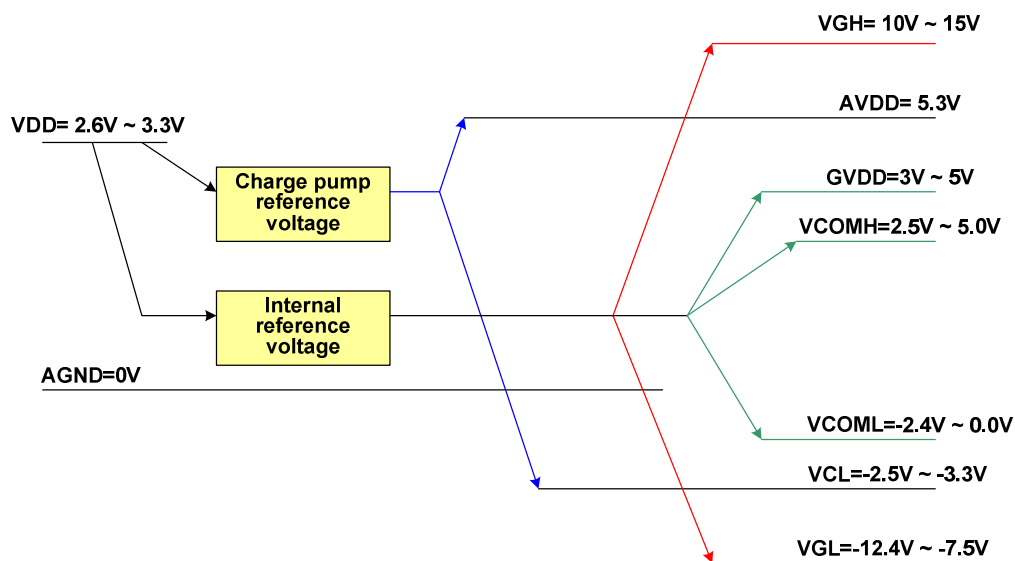 VGH= 10V ~ 15V
AVDD= 5.3V
VDD= 2.6V ~ 3.3V
Charge pump
reference
voltage
GVDD=3V ~ 5V
VCOMH=2.5V ~ 5.0V
Internal
reference
voltage
AGND=0V
VCOML=-2.4V ~ 0.0V
VCL=-2.5V ~ -3.3V
VGL=-12.4V ~ -7.5V